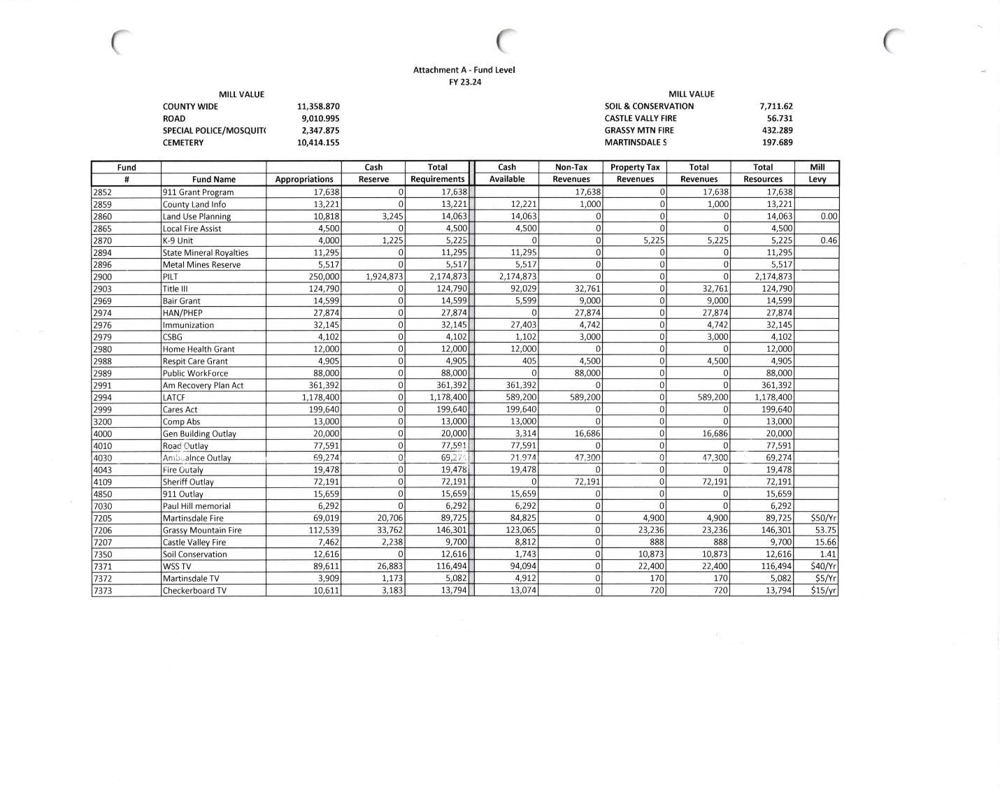 Attachment A - Fund Level
FY 23.24
MILL VALUE MILL VALUE
COUNTY WIDE 11,358.870 SOIL & CONSERVATION 7,711.62
ROAD 9,010.995 CASTLE VALLY FIRE 56.731
SPECIAL POLICE/MOSQUIT( 2,347.875 GRASSY MTN FIRE 432.289
CEMETERY 10,414.155 MARTINSDALE S 197.689
Fund Cash Total Cash Non-Tax Property Tax Total Total Mill
# Fund Name Appropriations Reserve Requirements Available Revenues Revenues Revenues Resources Levy
2852 911 Grant Program 17,638 0 17,638 17,638 0 17,638 17,638
2859 County Land Info 13,221 0 13,221 12,221 1,000 0 1,000 13,221
2860 Land Use Planning 10,818 3,245 14,063 14,063 0 0 0 14,063 0.00
2865 Local Fire Assist 4,500 0 4,500 4,500 0 0 0 4,500
2870 K-9 Unit 4,000 1,225 5,225 0 0 5,225 5,225 5,225 0.46
2894 State Mineral Royalties 11,295 0 11,295 11,295 0 0 0 11,295
2896 Metal Mines Reserve 5,517 0 5,517 5,517 0 0 0 5,517
2900 PILT 250,000 1,924,873 2,174,873 2,174,873 0 0 0 2,174,873
2903 Title III 124,790 0 124,790 92,029 32,761 0 32,761 124,790
2969 Bair Grant 14,599 0 14,599 5,599 9,000 0 9,000 14,599
2974 HAN/PHEP 27,874 0 27,874 0 27,874 0 27,874 27,874
2976 Immunization 32,145 0 32,145 27,403 4,742 0 4,742 32,145
2979 CSBG 4,102 0 4,102 1,102 3,000 0 3,000 4,102
2980 Home Health Grant 12,000 0 12,000 12,000 0 0 0 12,000
2988 Respit Care Grant 4,905 0 4,905 405 4,500 0 4,500 4,905
2989 Public WorkForce 88,000 0 88,000 0 88,000 0 0 88,000
2991 Am Recovery Plan Act 361,392 0 361,392 361,392 0 0 0 361,392
2994 LATCF 1,178,400 0 1,178,400 589,200 589,200 0 589,200 1,178,400
2999 Cares Act 199,640 0 199,640 199,640 0 0 0 199,640
3200 Comp Abs 13,000 0 13,000 13,000 0 0 0 13,000
4000 Gen Building Outlay 20,000 0 20,000 3,314 16,686 0 16,686 20,000
4010 Road Outlay 77,591 0 77,591 77,591 0 0 0 77,591
4030 Outlay 69,274 0 21,974 47,300 0 47,300 69,274
4043 Fire Outaly 19,478 0 19,478 19,478 0 0 0 19,478
4109 Sheriff Outlay 72,191 0 72,191 0 72,191 0 72,191 72,191
4850 911 Outlay 15,659 0 15,659 15,659 0 0 0 15,659
7030 Paul Hill memorial 6,292 0 6,292 6,292 0 0 0 6,292
7205 Martinsdale Fire 69,019 20,706 89,725 84,825 0 4,900 4,900 89,725 $50/Yr
7206 Grassy Mountain Fire 112,539 33,762 146,301 123,065 0 23,236 23,236 146,301 53.75
7207 Castle Valley Fire 7,462 2,238 9,700 8,812 0 888 888 9,700 15.66
7350 Soil Conservation 12,616 0 12,616 1,743 0 10,873 10,873 12,616 1.41
7371 WSS TV 89,611 26,883 116,494 94,094 0 22,400 22,400 116,494 $40/Yr
7372 Martinsdale TV 3,909 1,173 5,082 4,912 0 170 170 5,082 $5/Yr
7373 Checkerboard TV 10,611 3,183 13,794 13,074 0 720 720 13,794 $15/yr